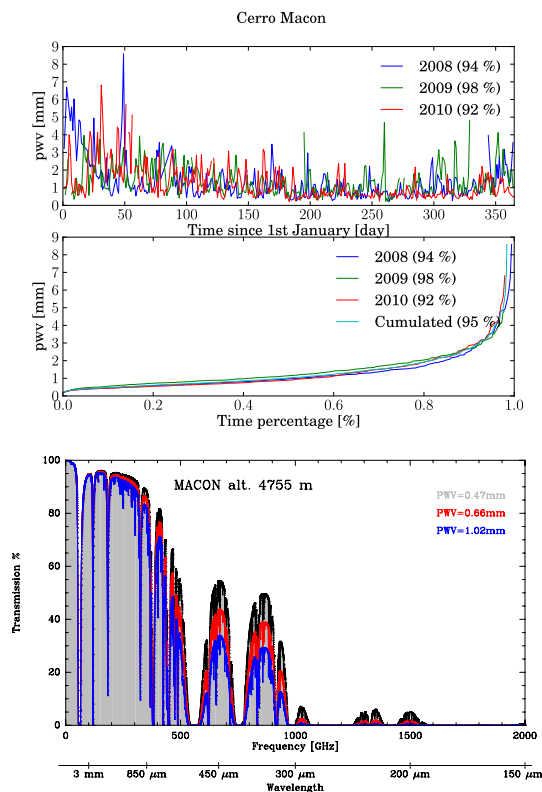 Cerro Macon
9
8
7
6
5
4
3
2
1
0
pwv [mm]
2008 (94 %)
2009 (98 %)
2010 (92 %)
0 50 100 150 200 250 300 350
Time since 1st January [day]
9
8
7
6
5
4
3
2
1
0
pwv [mm]
2008 (94 %)
2009 (98 %)
2010 (92 %)
Cumulated (95 %)
0.0 0.2 0.4 0.6 0.8 1.0
Time percentage [%]
100
80
60
40
20
0
Transmission %
MACON alt. 4755 m
PWV=0.47mm
PWV=0.66mm
PWV=1.02mm
0 500 1000 1500 2000
Frequency [GHz]
3 mm 850 μm 450 μm 300 μm 200 μm 150 μm
Wavelength